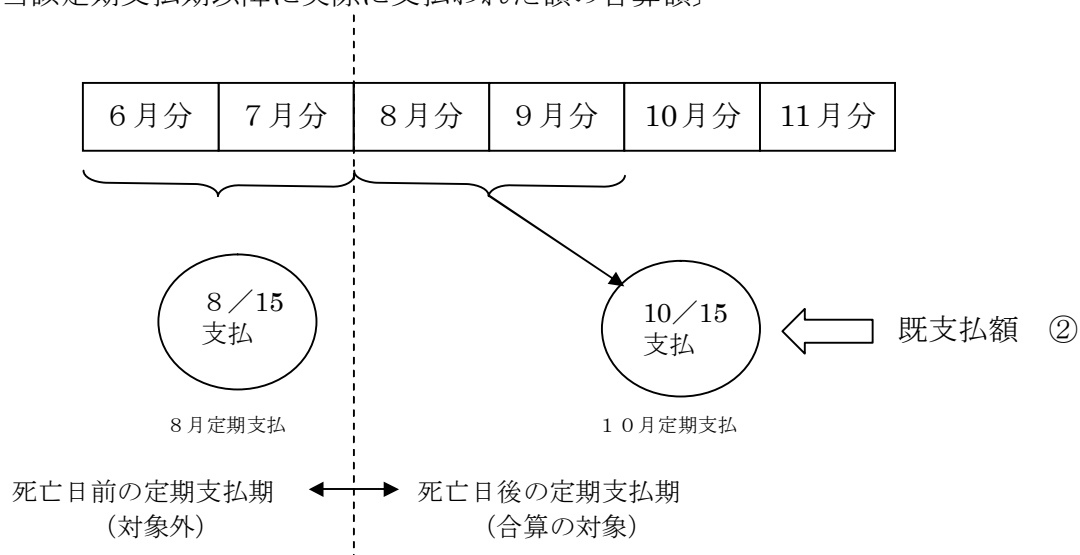 当該定期支払期以降に実際に支払われた額の合算額」
６月分 ７月分 ８月分 ９月分 10月分 11月分
８／15
支払
10／15
支払
既支払額　②
８月定期支払
１０月定期支払
死亡日前の定期支払期
（対象外）
死亡日後の定期支払期
（合算の対象）